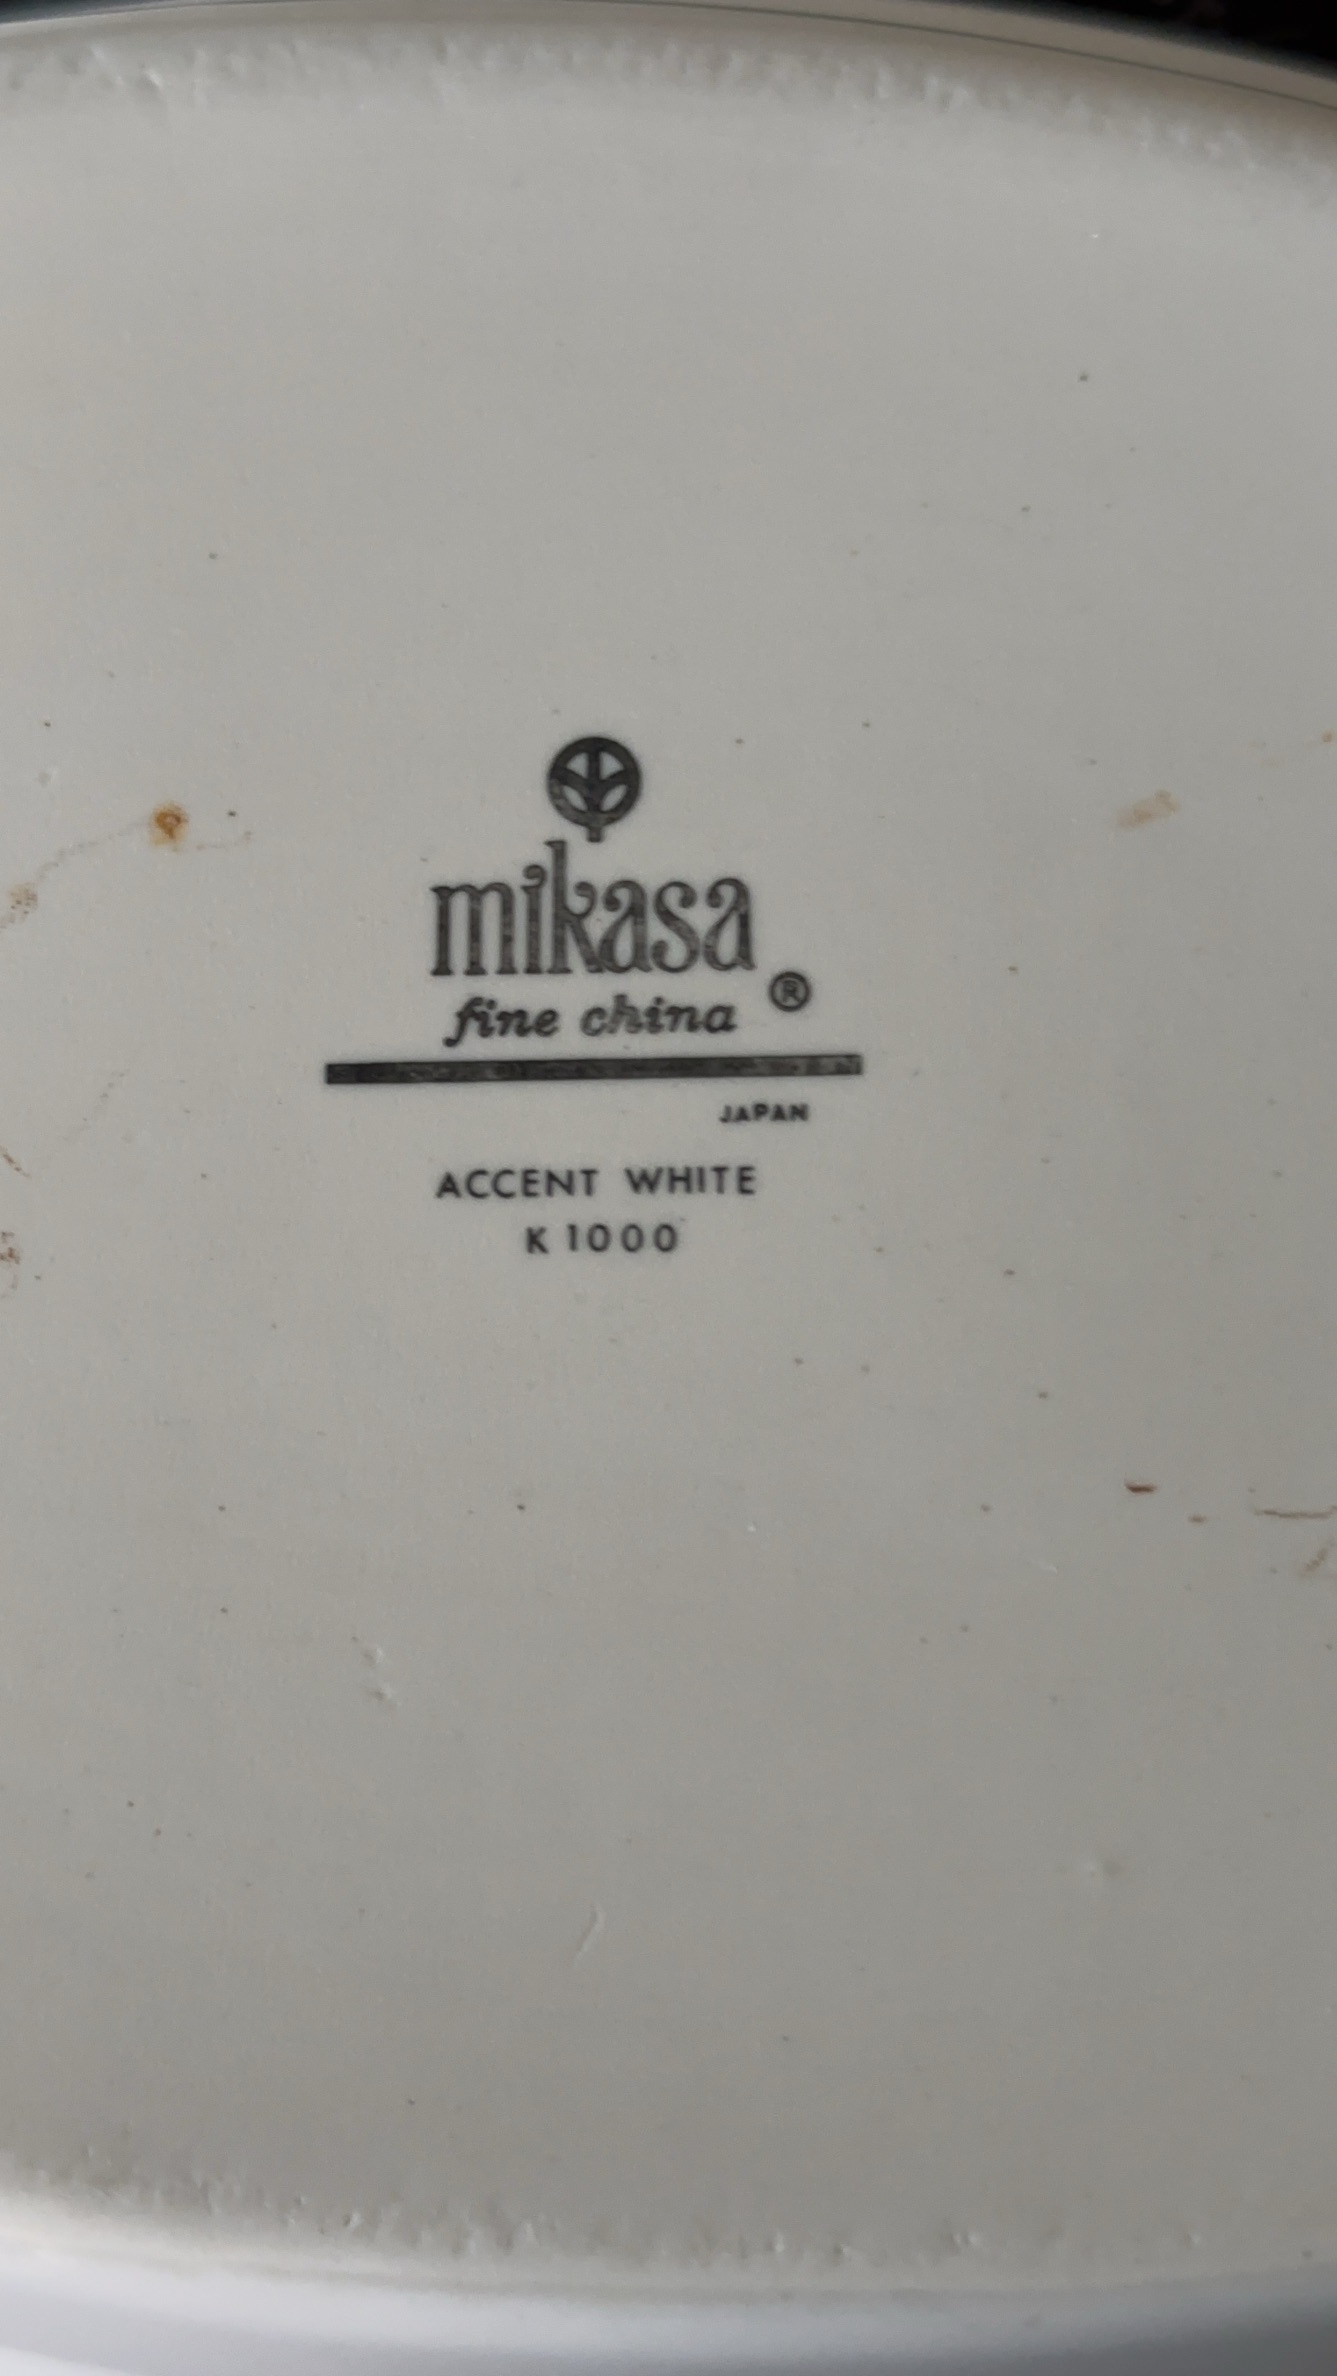 mikasa
fine china ®
JAPAN
ACCENT WHITE
K 1000